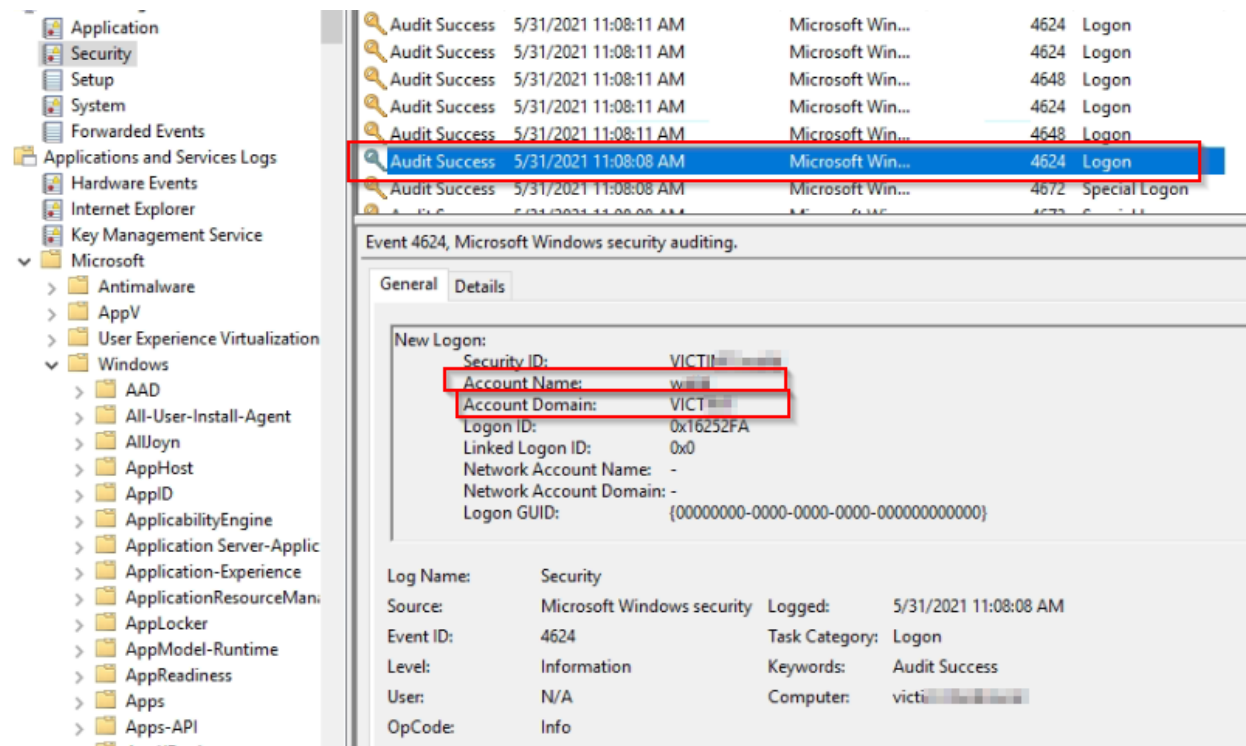 Application
Security
Setup
System
Forwarded Events
Applications and Services Logs
Hardware Events
Internet Explorer
Key Management Service
Microsoft
Antimalware
AppV
User Experience Virtualization
Windows
AAD
All-User-Install-Agent
AllJoyn
AppHost
AppID
ApplicabilityEngine
Application Server-Applic
Application-Experience
ApplicationResourceMan
AppLocker
AppModel-Runtime
AppReadiness
Apps
Apps-API
Audit Success 5/31/2021 11:08:11 AM Microsoft Win... 4624 Logon
Audit Success 5/31/2021 11:08:11 AM Microsoft Win... 4624 Logon
Audit Success 5/31/2021 11:08:11 AM Microsoft Win... 4648 Logon
Audit Success 5/31/2021 11:08:11 AM Microsoft Win... 4624 Logon
Audit Success 5/31/2021 11:08:11 AM Microsoft Win... 4648 Logon
Audit Success 5/31/2021 11:08:08 AM Microsoft Win... 4624 Logon
Audit Success 5/31/2021 11:08:08 AM Microsoft Win... 4672 Special Logon
Event 4624, Microsoft Windows security auditing.
General Details
New Logon:
Security ID:
Account Name:
Account Domain:
Logon ID: 0x16252FA
Linked Logon ID: 0x0
Network Account Name: -
Network Account Domain: -
Logon GUID: {00000000-0000-0000-0000-000000000000}
Log Name: Security
Source: Microsoft Windows security Logged: 5/31/2021 11:08:08 AM
Event ID: 4624 Task Category: Logon
Level: Information Keywords: Audit Success
User: N/A Computer:
OpCode: Info